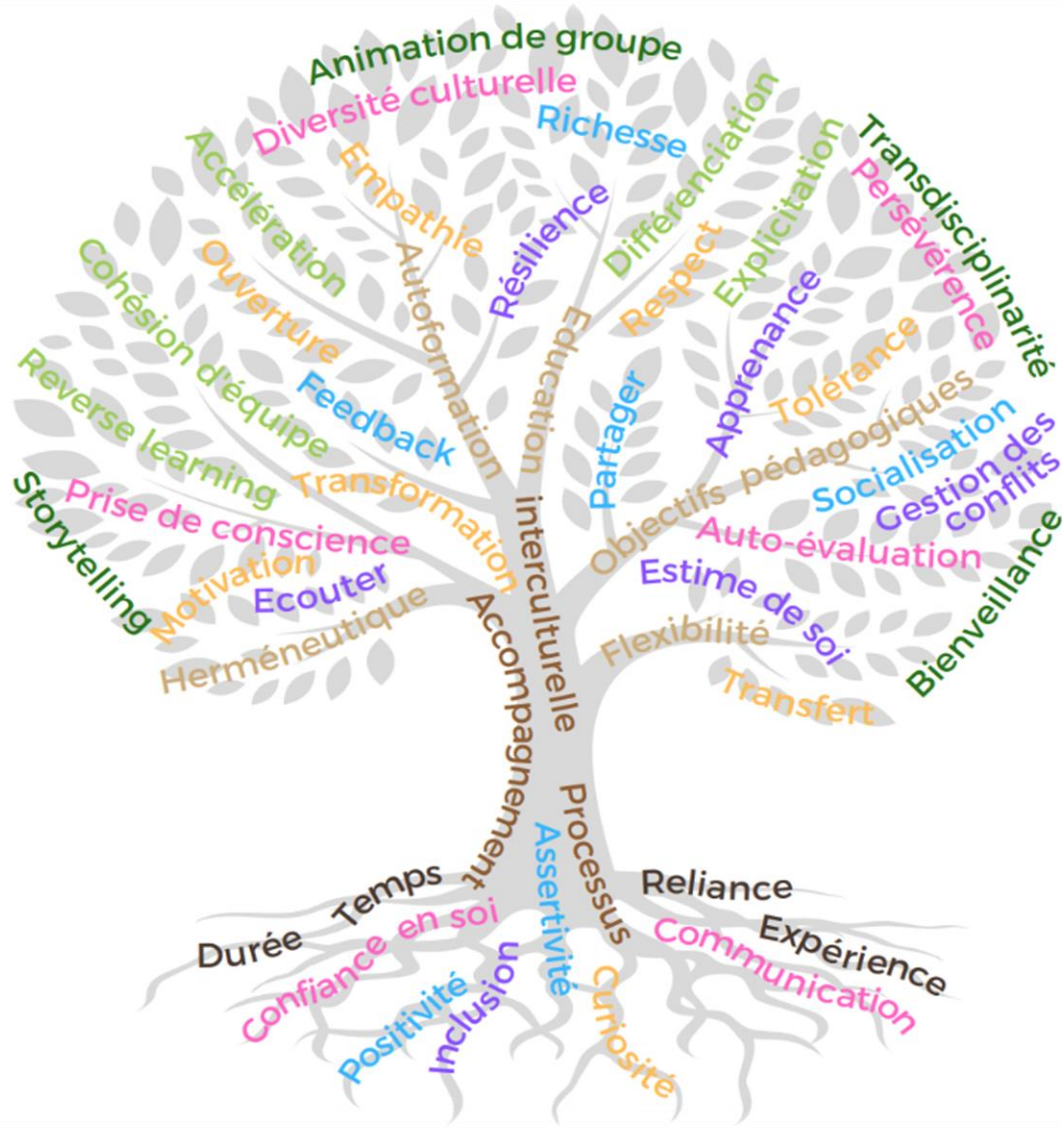 Animation de groupe
Diversité culturelle
Richesse
Accélération
Empathie
Résilience
Différenciation
Explicitation
Transdisciplinarité
Persévérence
Cohésion d'équipe
Ouverture
Autoformation
Education
interculturelle
Respect
Apprenance
Tolérance
Reverse learning
Feedback
Partager
Objectifs pédagogiques
Socialisation
Gestion des
conflits
Storytelling
Prise de conscience
Transformation
Auto-évaluation
Bienveillance
Motivation
Ecouter
Estime de soi
Herméneutique
Flexibilité
Transfert
Accompagnement
Processus
Assertivité
Temps
Durée
Reliance
Expérience
Confiance en soi
Communication
Positivité
Inclusion
Curiosité